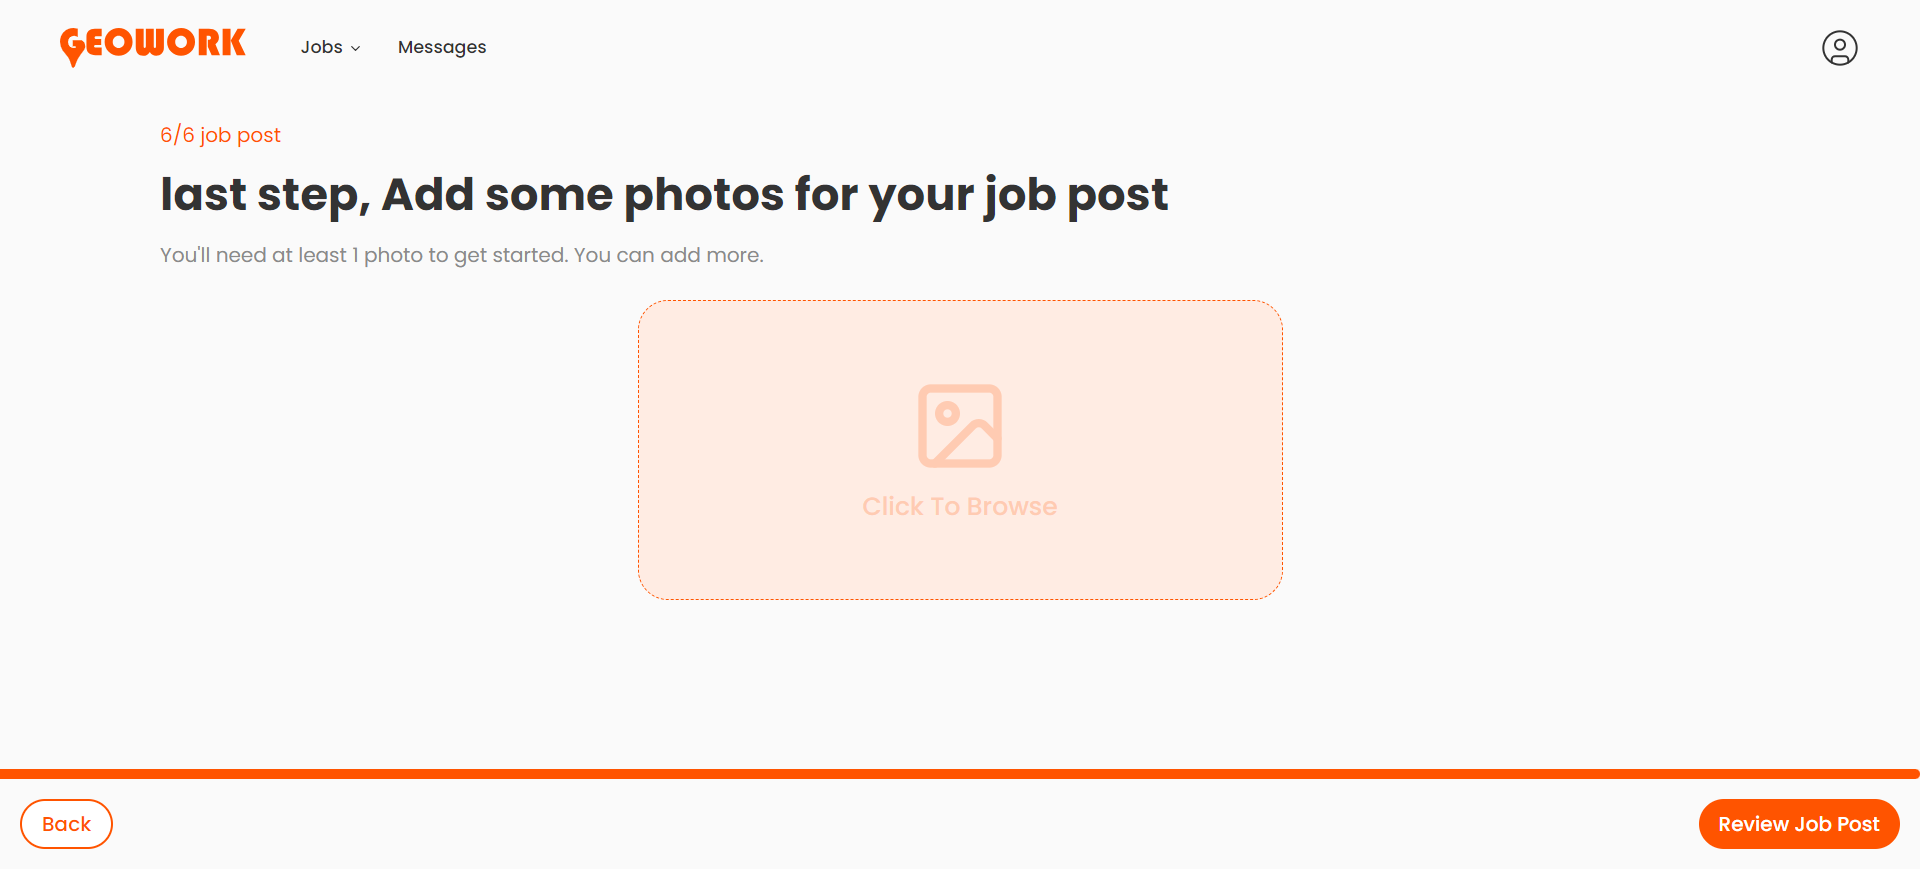 GEOWORK
Jobs
Messages
6/6 job post
last step, Add some photos for your job post
You'll need at least 1 photo to get started. You can add more.
Click To Browse
Back
Review Job Post